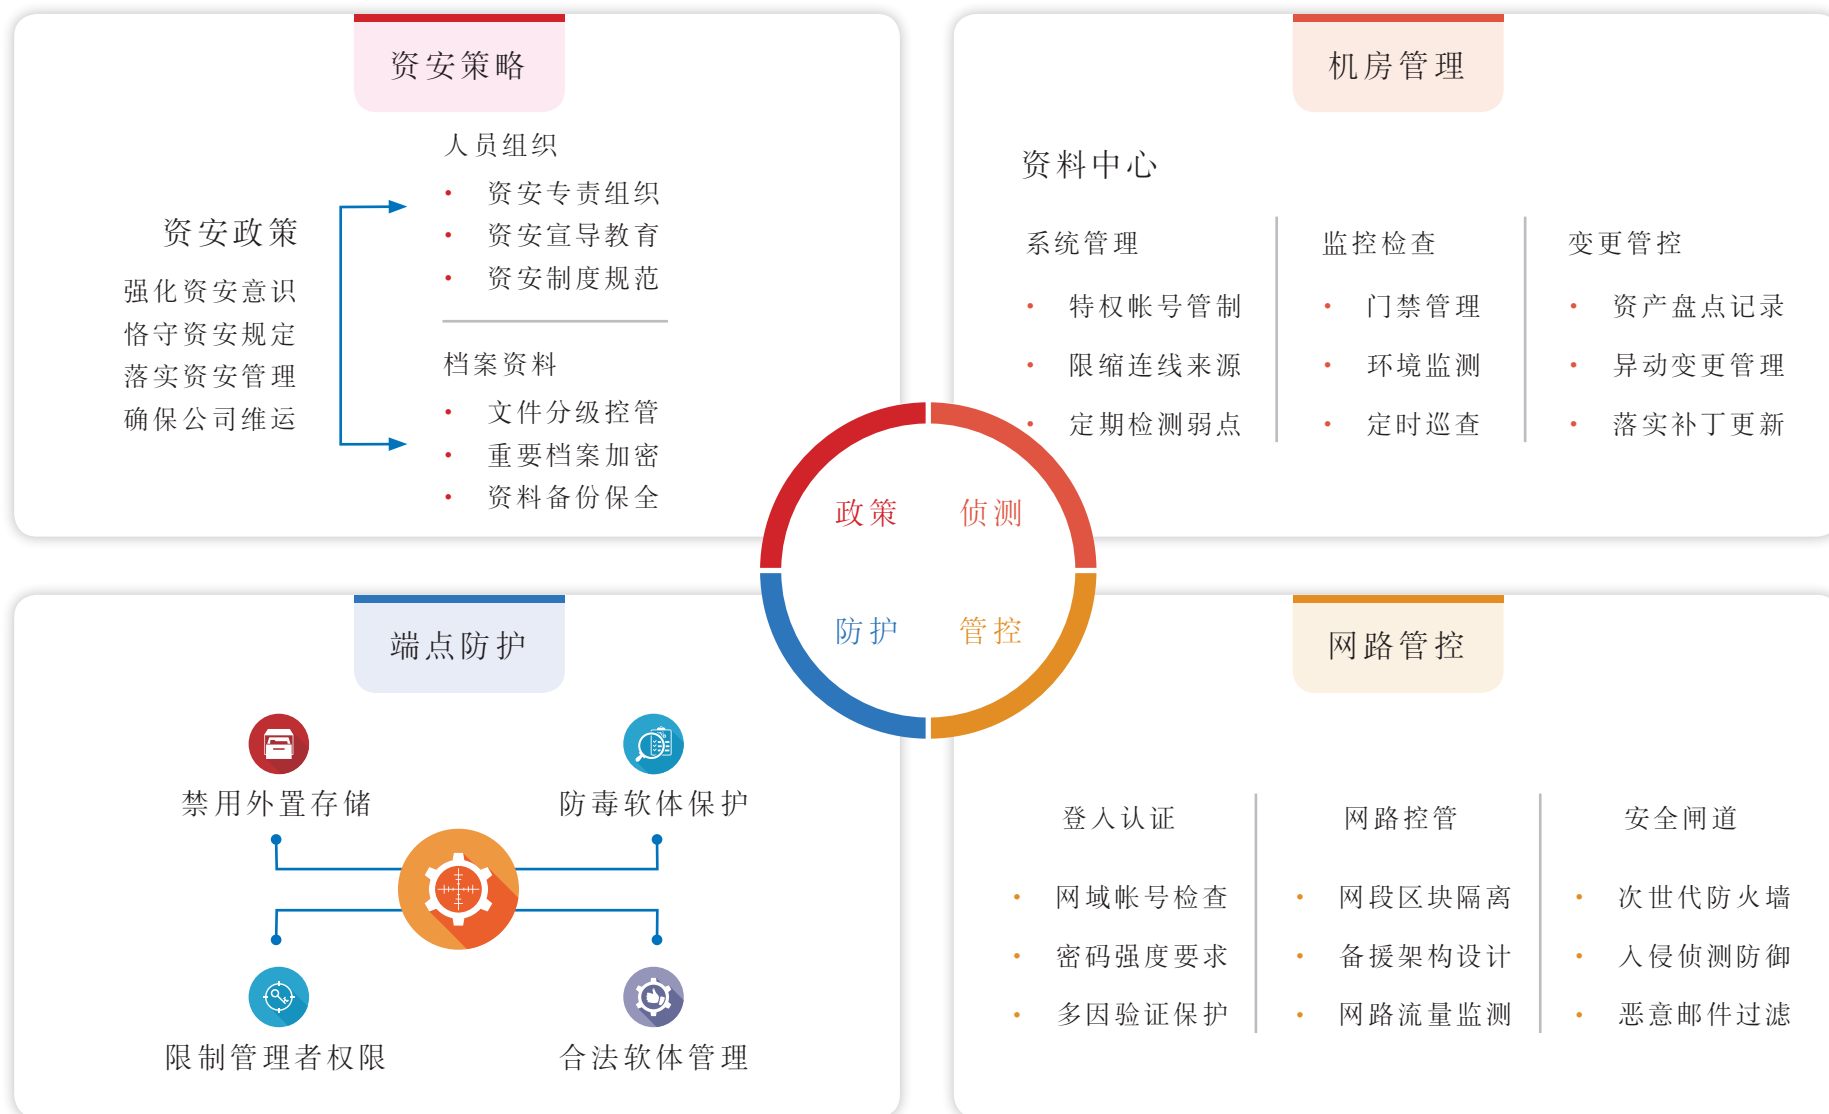 资安策略
资安政策
强化资安意识
恪守资安规定
落实资安管理
确保公司维运
人员组织
• 资安专责组织
• 资安宣导教育
• 资安制度规范
档案资料
• 文件分级控管
• 重要档案加密
• 资料备份保全
机房管理
资料中心
系统管理
• 特权帐号管制
• 限缩连线来源
• 定期检测弱点
监控检查
• 门禁管理
• 环境监测
• 定时巡查
变更管控
• 资产盘点记录
• 异动变更管理
• 落实补丁更新
政策 侦测
防护 管控
端点防护
禁用外置存储
防毒软体保护
限制管理者权限
合法软体管理
网路管控
登入认证
• 网域帐号检查
• 密码强度要求
• 多因验证保护
网路控管
• 网段区块隔离
• 备援架构设计
• 网路流量监测
安全闸道
• 次世代防火墙
• 入侵侦测防御
• 恶意邮件过滤